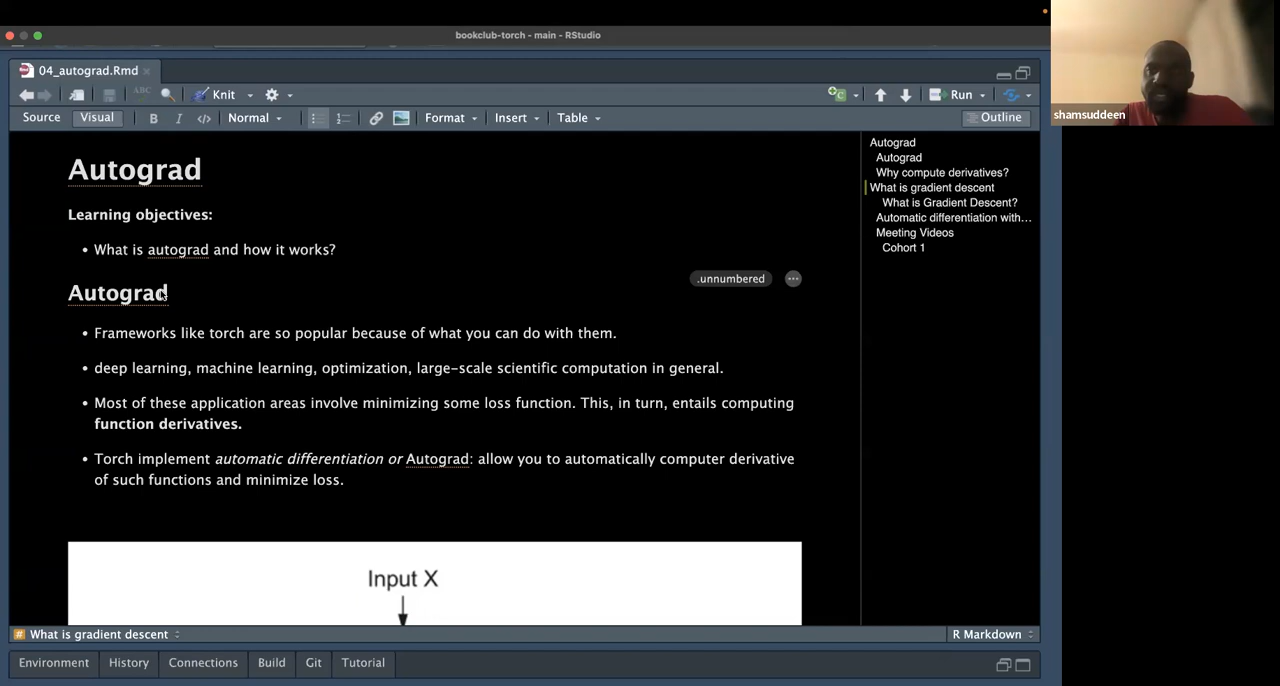 bookclub-torch - main - RStudio
04_autograd.Rmd
ABC
Knit
Run
Source Visual B I </> Normal Format Insert Table Outline
Autograd
Learning objectives:
• What is autograd and how it works?
.unnumbered
Autograd
• Frameworks like torch are so popular because of what you can do with them.
• deep learning, machine learning, optimization, large-scale scientific computation in general.
• Most of these application areas involve minimizing some loss function. This, in turn, entails computing
function derivatives.
• Torch implement automatic differentiation or Autograd: allow you to automatically computer derivative
of such functions and minimize loss.
Input X
Autograd
Autograd
Why compute derivatives?
What is gradient descent
What is Gradient Descent?
Automatic differentiation with...
Meeting Videos
Cohort 1
# What is gradient descent
R Markdown
Environment History Connections Build Git Tutorial
shamsuddeen